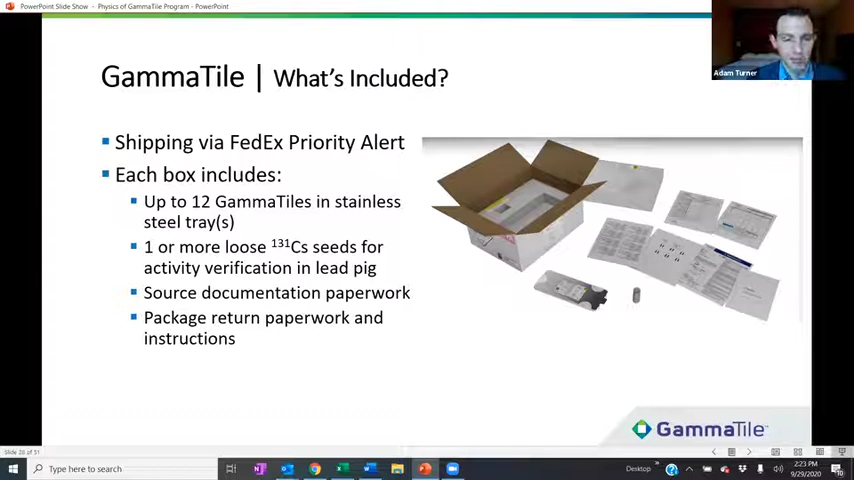 PowerPoint Slide Show - Physics of GammaTile Program - PowerPoint
Adam Turner
GammaTile | What's Included?
▪ Shipping via FedEx Priority Alert
▪ Each box includes:
▪ Up to 12 GammaTiles in stainless
steel tray(s)
▪ 1 or more loose ¹³¹Cs seeds for
activity verification in lead pig
▪ Source documentation paperwork
▪ Package return paperwork and
instructions
GammaTile™
Slide 28 of 51
Type here to search
Desktop
2:23 PM
9/29/2020